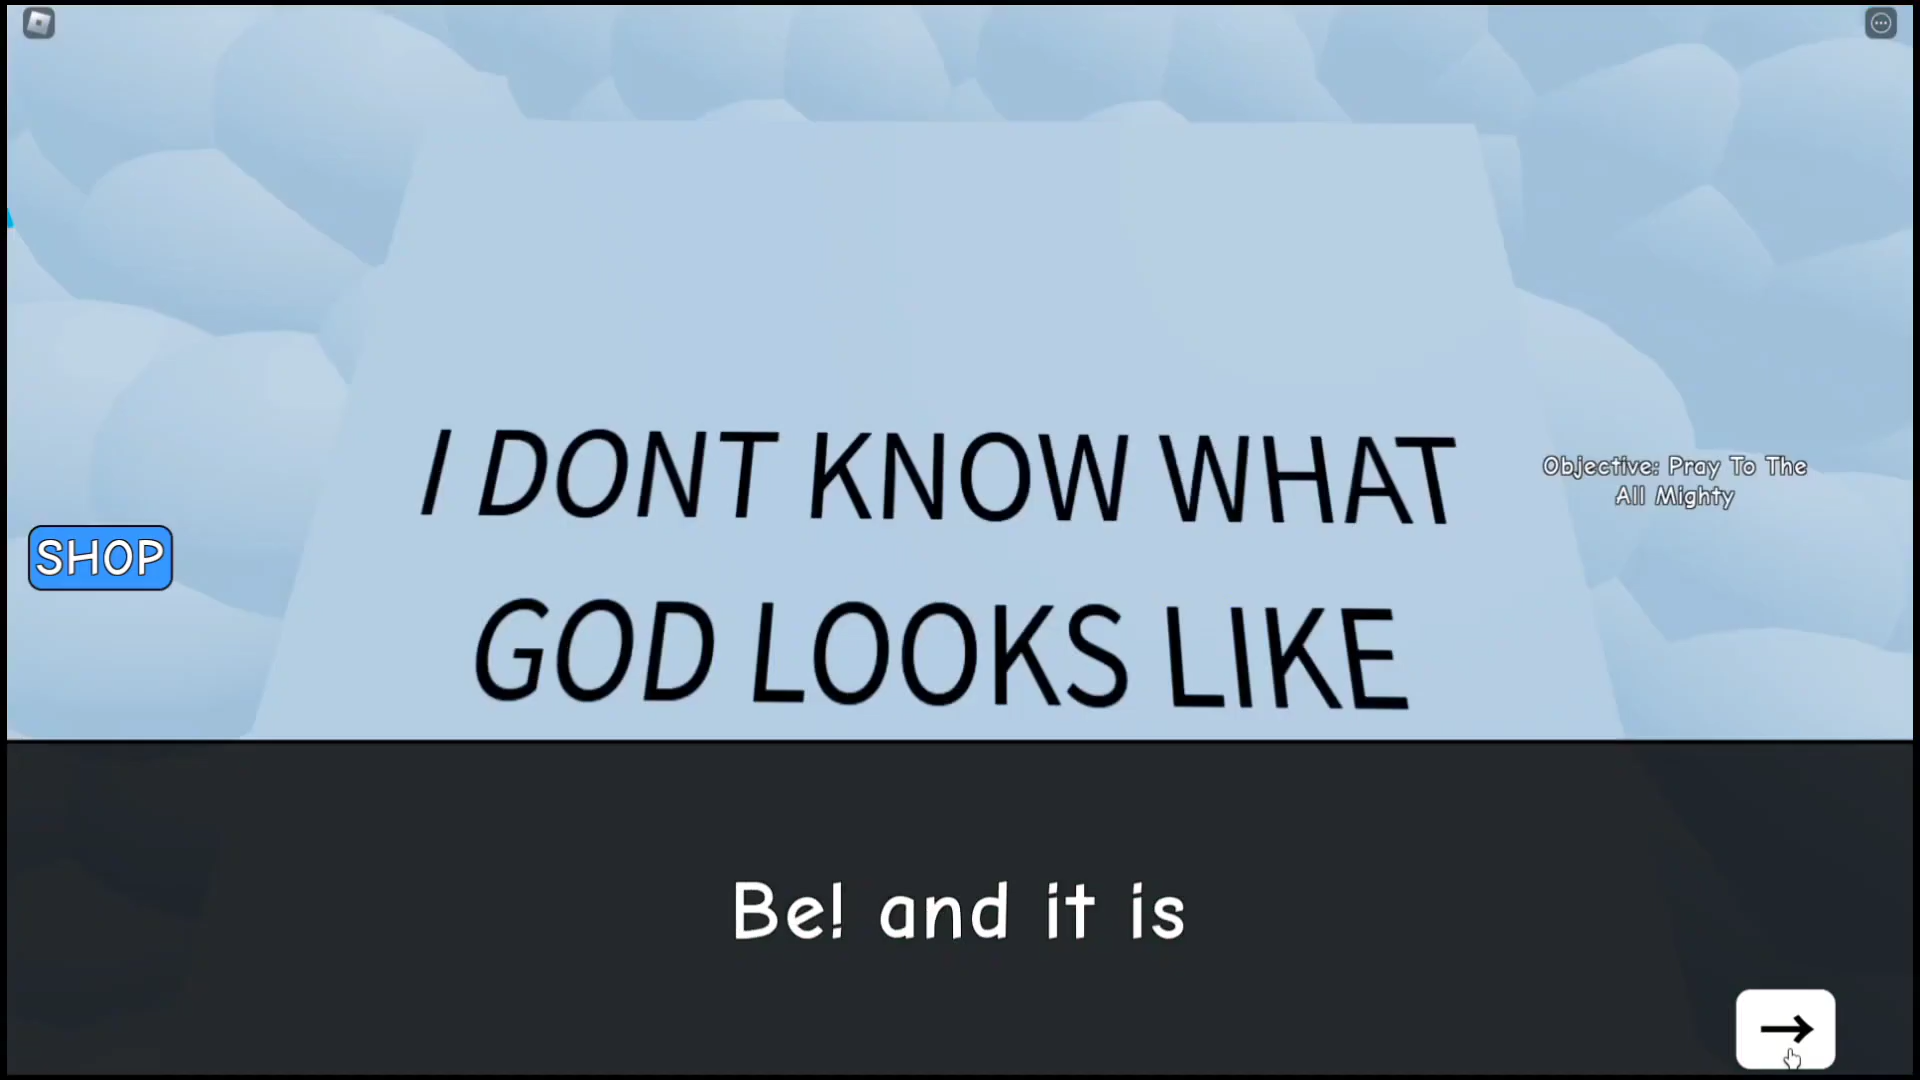 I DONT KNOW WHAT
GOD LOOKS LIKE
Objective: Pray To The
All Mighty
SHOP
Be! and it is